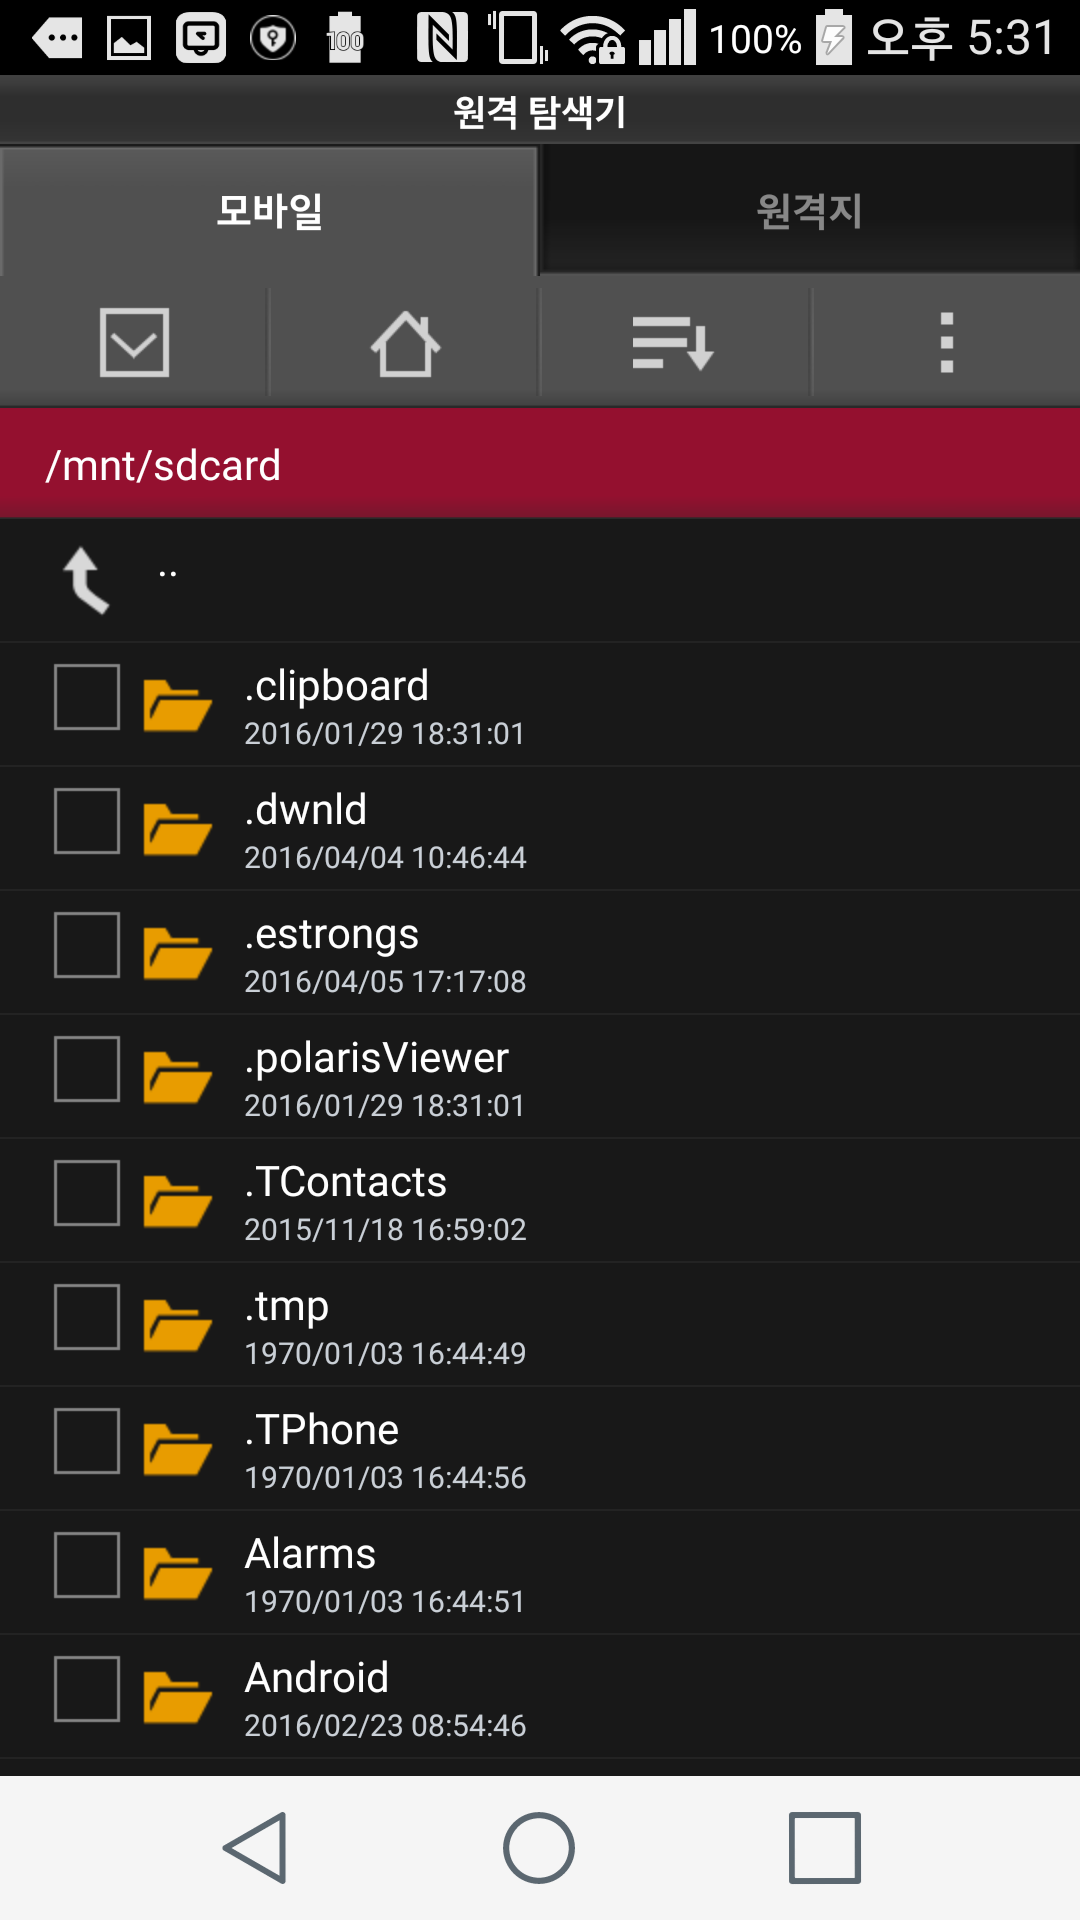 100 100% 오후 5:31
원격 탐색기
모바일 원격지
/mnt/sdcard
..
.clipboard
2016/01/29 18:31:01
.dwnld
2016/04/04 10:46:44
.estrongs
2016/04/05 17:17:08
.polarisViewer
2016/01/29 18:31:01
.TContacts
2015/11/18 16:59:02
.tmp
1970/01/03 16:44:49
.TPhone
1970/01/03 16:44:56
Alarms
1970/01/03 16:44:51
Android
2016/02/23 08:54:46